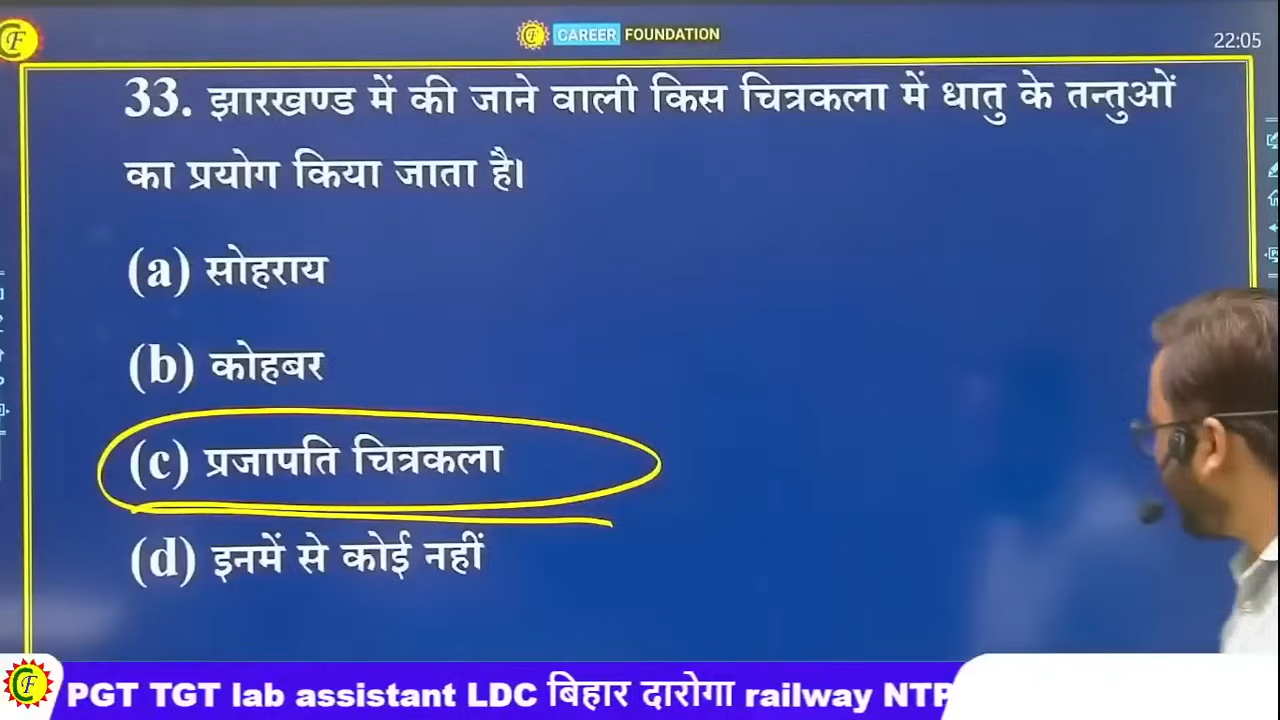 CAREER FOUNDATION
22:05
33. झारखण्ड में की जाने वाली किस चित्रकला में धातु के तन्तुओं
का प्रयोग किया जाता है।
(a) सोहराय
(b) कोहबर
(c) प्रजापति चित्रकला
(d) इनमें से कोई नहीं
PGT TGT lab assistant LDC बिहार दारोगा railway NTP